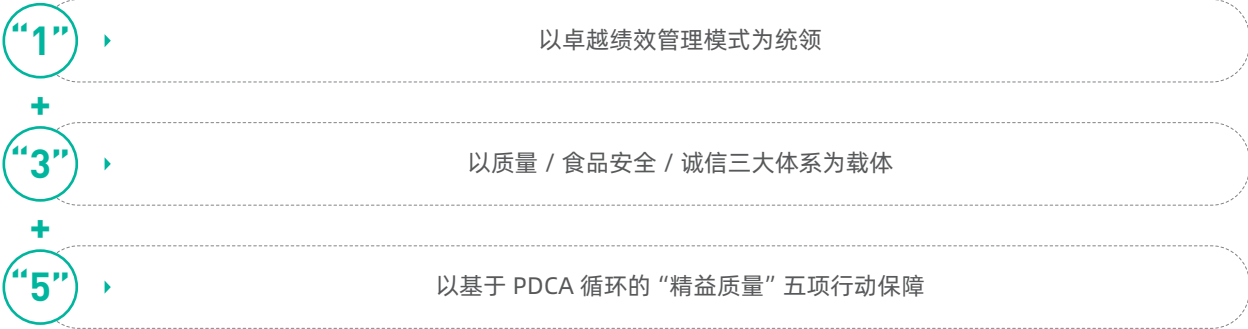 “1”
以卓越绩效管理模式为统领
+
“3”
以质量 / 食品安全 / 诚信三大体系为载体
+
“5”
以基于 PDCA 循环的“精益质量”五项行动保障